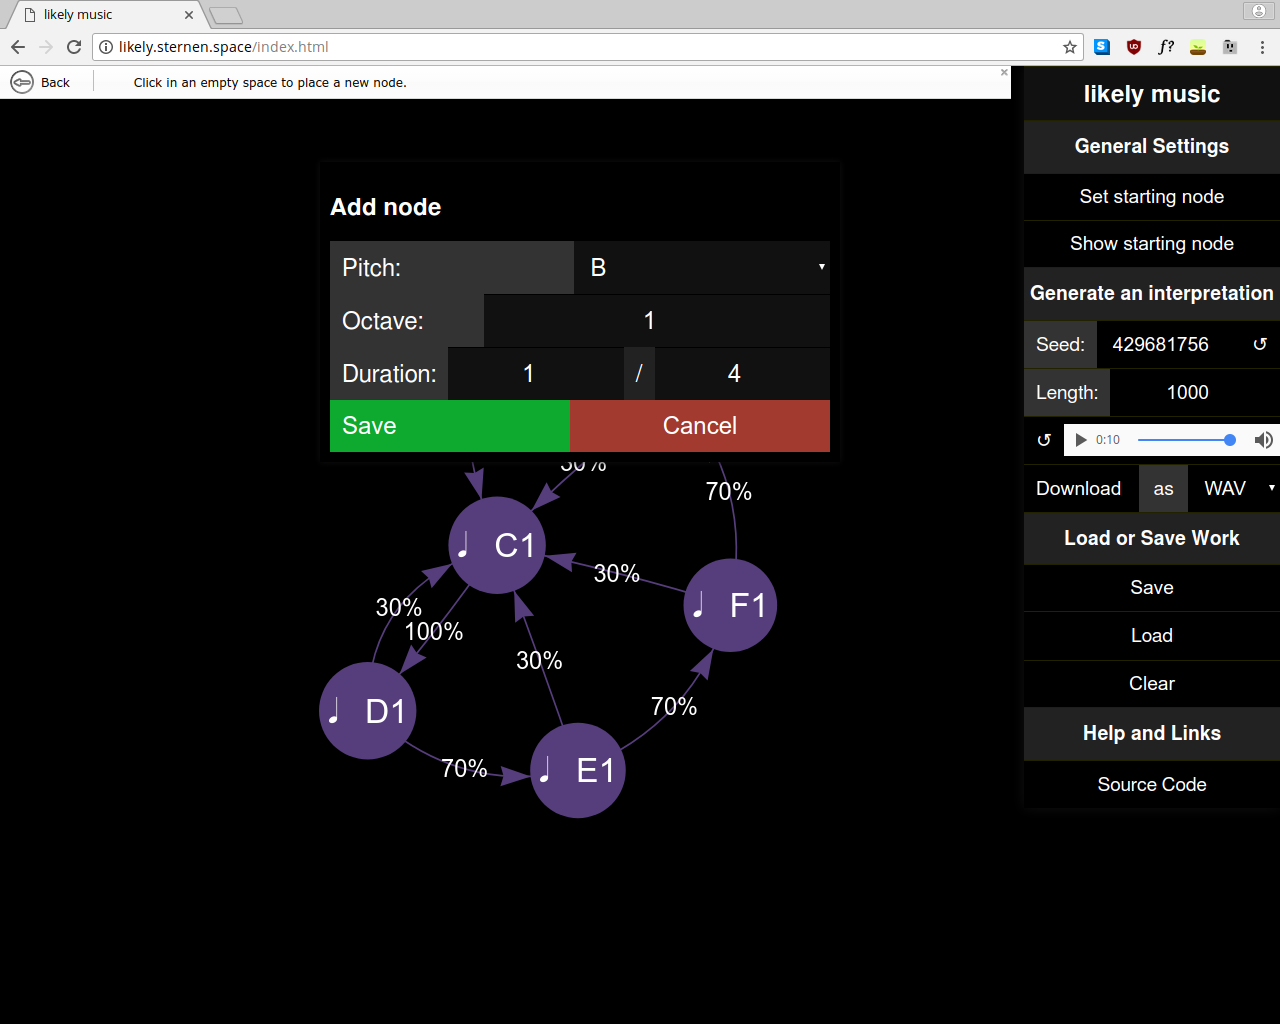 likely music
likely.sternen.space/index.html
Back
Click in an empty space to place a new node.
Add node
Pitch: B
Octave: 1
Duration: 1 / 4
Save Cancel
30%
70%
♩ C1
30%
♩ F1
30%
100%
30%
♩ D1
70%
70%
♩ E1
likely music
General Settings
Set starting node
Show starting node
Generate an interpretation
Seed: 429681756 ↺
Length: 1000
↺ 0:10
Download as WAV
Load or Save Work
Save
Load
Clear
Help and Links
Source Code